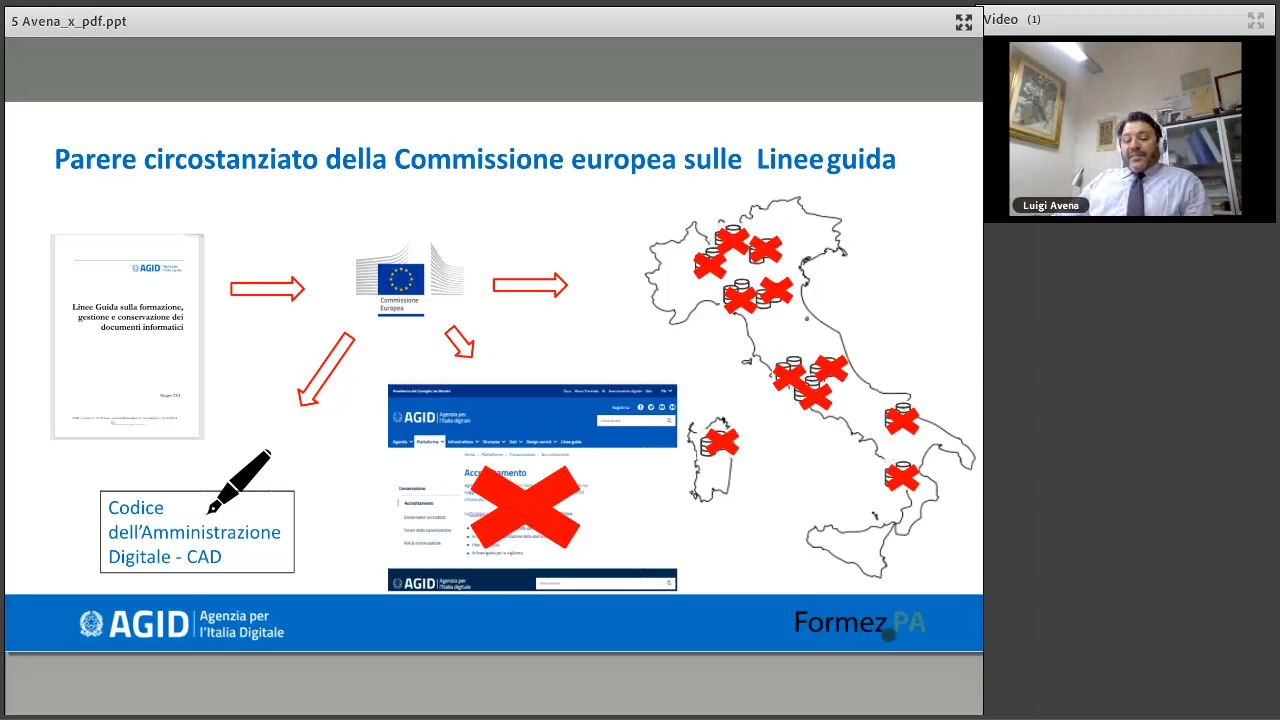 5 Avena_x_pdf.ppt
Video (1)
Luigi Avena
Parere circostanziato della Commissione europea sulle Linee guida
AGID
Linee Guida sulla formazione,
gestione e conservazione dei
documenti informatici
Commissione
Europea
AGID
Agenzia per
l'Italia digitale
Accreditamento
Conservazione
Accreditamento
AGID
Agenzia per
l'Italia digitale
Codice
dell'Amministrazione
Digitale - CAD
AGID
Agenzia per
l'Italia Digitale
Formez PA